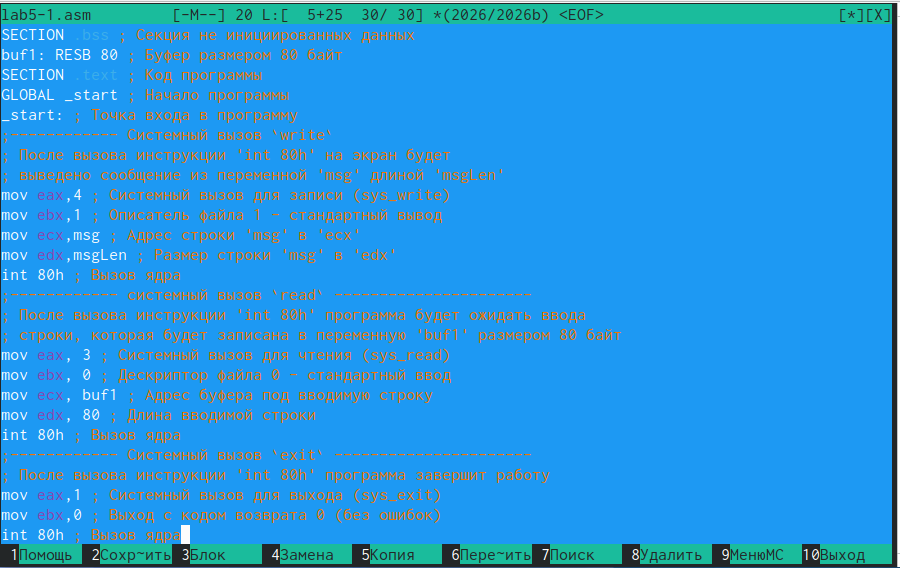 lab5-1.asm [-M--] 20 L:[ 5+25 30/ 30] *(2026/2026b) <EOF> [*][X]
SECTION .bss ; Секция не инициированных данных
buf1: RESB 80 ; Буфер размером 80 байт
SECTION .text ; Код программы
GLOBAL _start ; Начало программы
_start: ; Точка входа в программу
;------------ Системный вызов `write`
; После вызова инструкции 'int 80h' на экран будет
; выведено сообщение из переменной 'msg' длиной 'msgLen'
mov eax,4 ; Системный вызов для записи (sys_write)
mov ebx,1 ; Описатель файла 1 - стандартный вывод
mov ecx,msg ; Адрес строки 'msg' в 'ecx'
mov edx,msgLen ; Размер строки 'msg' в 'edx'
int 80h ; Вызов ядра
;------------ системный вызов `read` ----------------------
; После вызова инструкции 'int 80h' программа будет ожидать ввода
; строки, которая будет записана в переменную 'buf1' размером 80 байт
mov eax, 3 ; Системный вызов для чтения (sys_read)
mov ebx, 0 ; Дескриптор файла 0 - стандартный ввод
mov ecx, buf1 ; Адрес буфера под вводимую строку
mov edx, 80 ; Длина вводимой строки
int 80h ; Вызов ядра
;------------ Системный вызов `exit` ----------------------
; После вызова инструкции 'int 80h' программа завершит работу
mov eax,1 ; Системный вызов для выхода (sys_exit)
mov ebx,0 ; Выход с кодом возврата 0 (без ошибок)
int 80h ; Вызов ядра
1Помощь 2Сохр~ить 3Блок 4Замена 5Копия 6Пере~ить 7Поиск 8Удалить 9МенюМС 10Выход